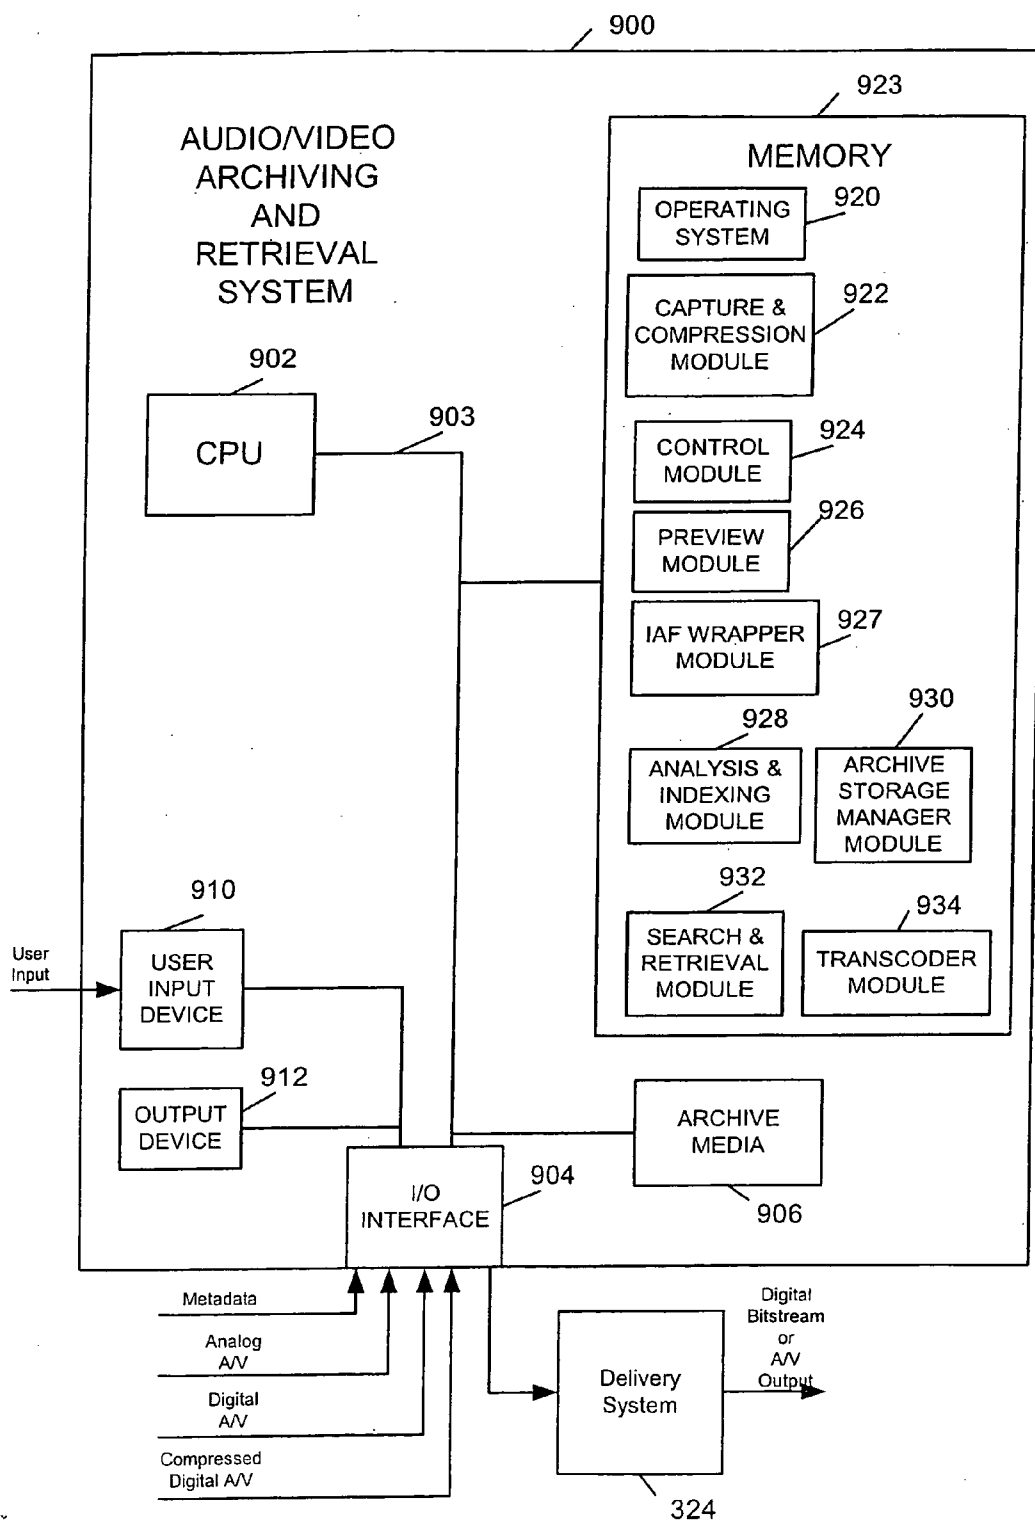 900
923
AUDIO/VIDEO
ARCHIVING
AND
RETRIEVAL
SYSTEM
MEMORY
OPERATING
SYSTEM
920
CAPTURE &
COMPRESSION
MODULE
922
902
CPU
903
CONTROL
MODULE
924
PREVIEW
MODULE
926
IAF WRAPPER
MODULE
927
928
ANALYSIS &
INDEXING
MODULE
930
ARCHIVE
STORAGE
MANAGER
MODULE
932
SEARCH &
RETRIEVAL
MODULE
934
TRANSCODER
MODULE
User
Input
910
USER
INPUT
DEVICE
912
OUTPUT
DEVICE
ARCHIVE
MEDIA
906
I/O
INTERFACE
904
Metadata
Analog
A/V
Digital
A/V
Compressed
Digital A/V
Delivery
System
324
Digital
Bitstream
or
A/V
Output